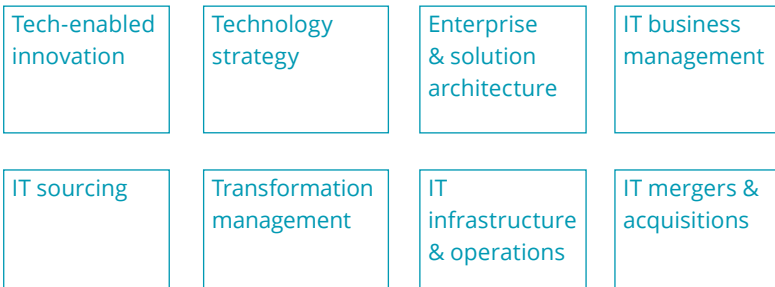 Tech-enabled
innovation
Technology
strategy
Enterprise
& solution
architecture
IT business
management
IT sourcing
Transformation
management
IT
infrastructure
& operations
IT mergers &
acquisitions